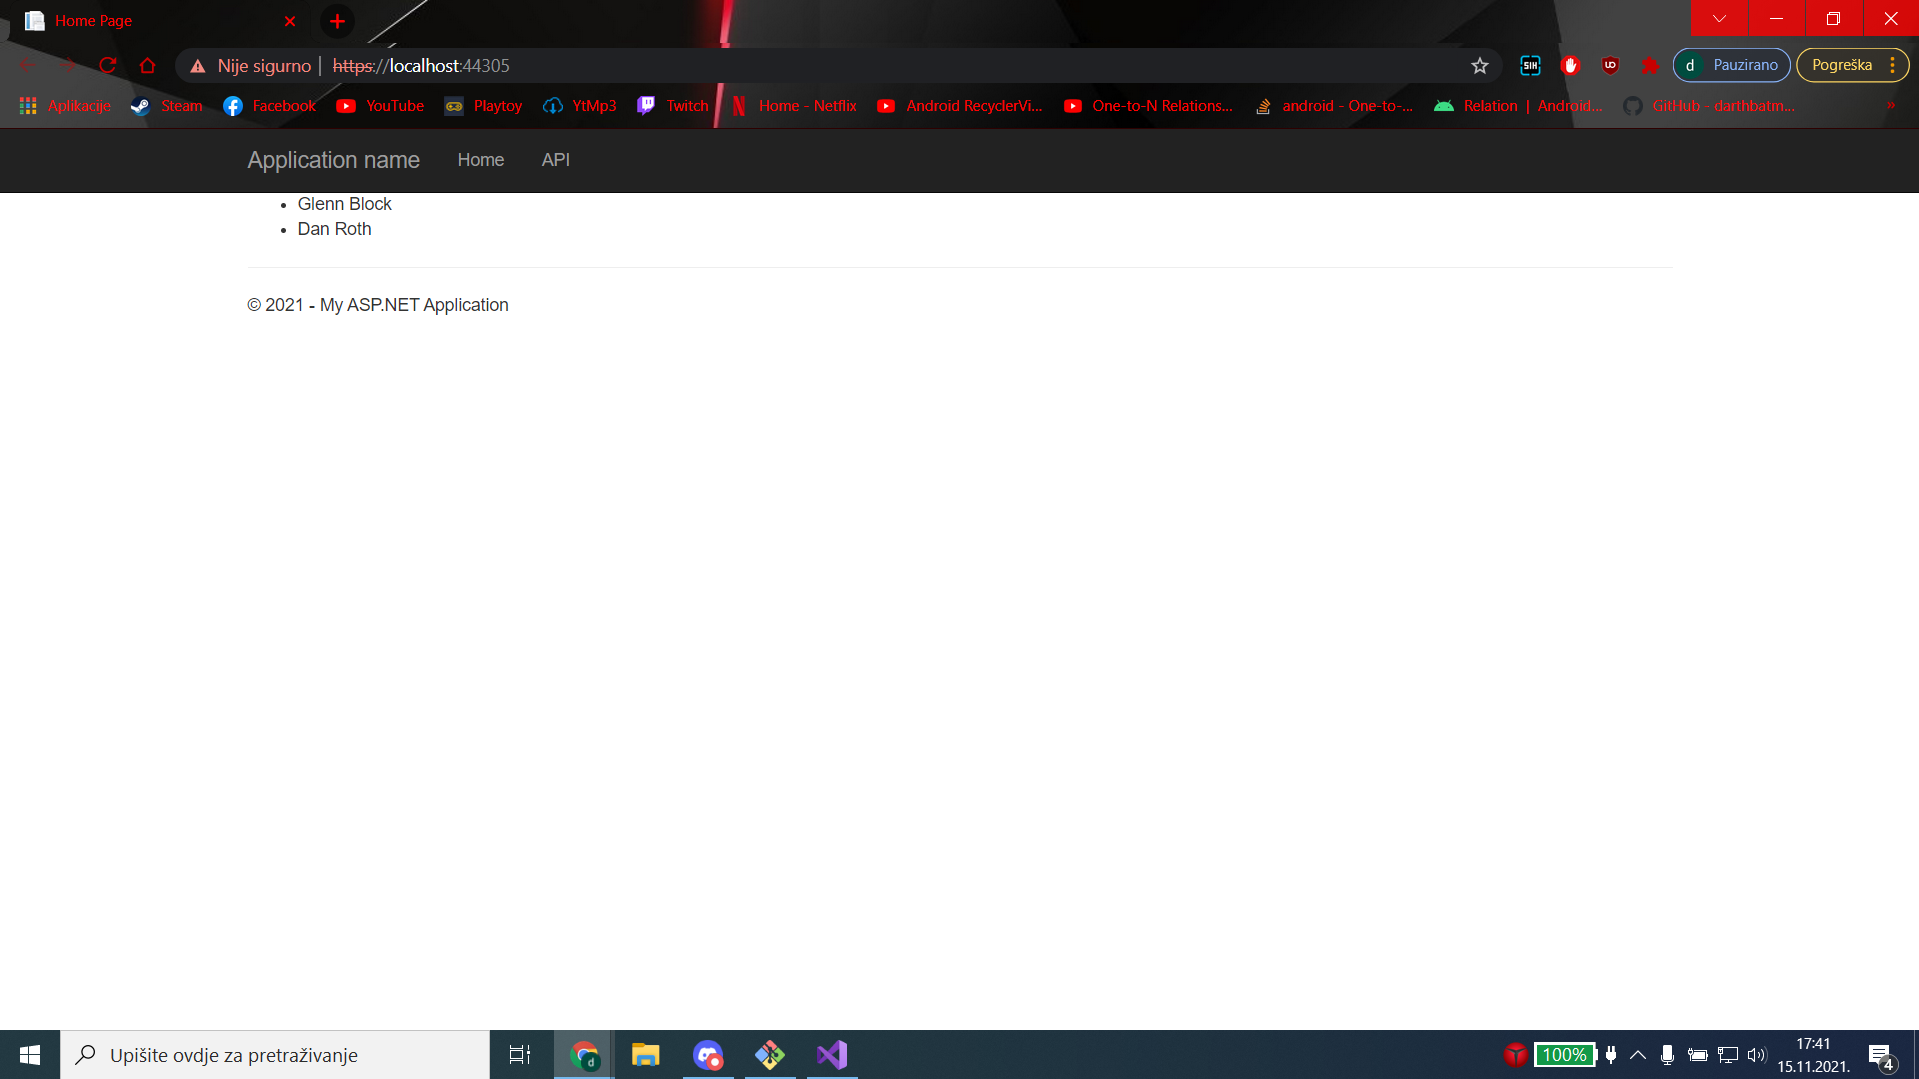 Home Page
Nije sigurno | https://localhost:44305
SIH
UD
d Pauzirano
Pogreška
Aplikacije Steam Facebook YouTube Playtoy YtMp3 Twitch Home - Netflix Android RecyclerVi... One-to-N Relations... android - One-to-... Relation | Android... GitHub - darthbatm... »
Application name Home API
• Glenn Block
• Dan Roth
© 2021 - My ASP.NET Application
Upišite ovdje za pretraživanje
d
100%
17:41
15.11.2021.
4